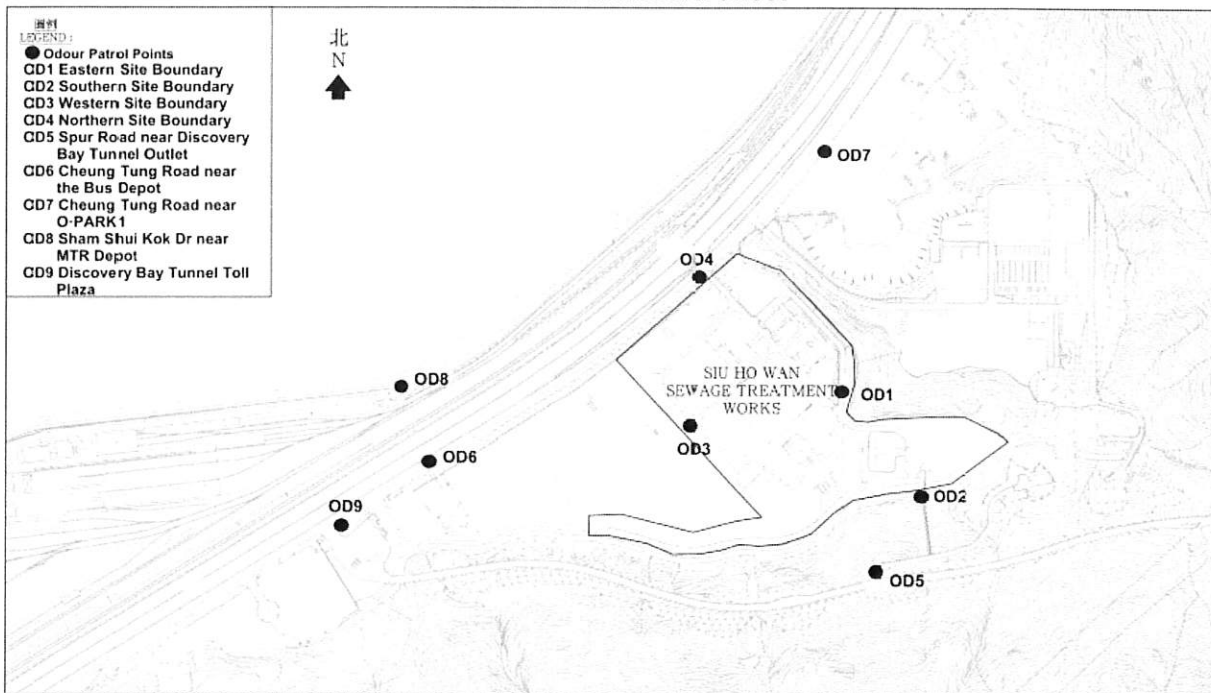 圖例
LEGEND :
Odour Patrol Points
OD1 Eastern Site Boundary
OD2 Southern Site Boundary
OD3 Western Site Boundary
OD4 Northern Site Boundary
OD5 Spur Road near Discovery
Bay Tunnel Outlet
OD6 Cheung Tung Road near
the Bus Depot
OD7 Cheung Tung Road near
O·PARK1
OD8 Sham Shui Kok Dr near
MTR Depot
OD9 Discovery Bay Tunnel Toll
Plaza
北
N
OD7
OD4
OD8
SIU HO WAN
SEWAGE TREATMENT
WORKS
OD1
OD3
OD6
OD2
OD9
OD5